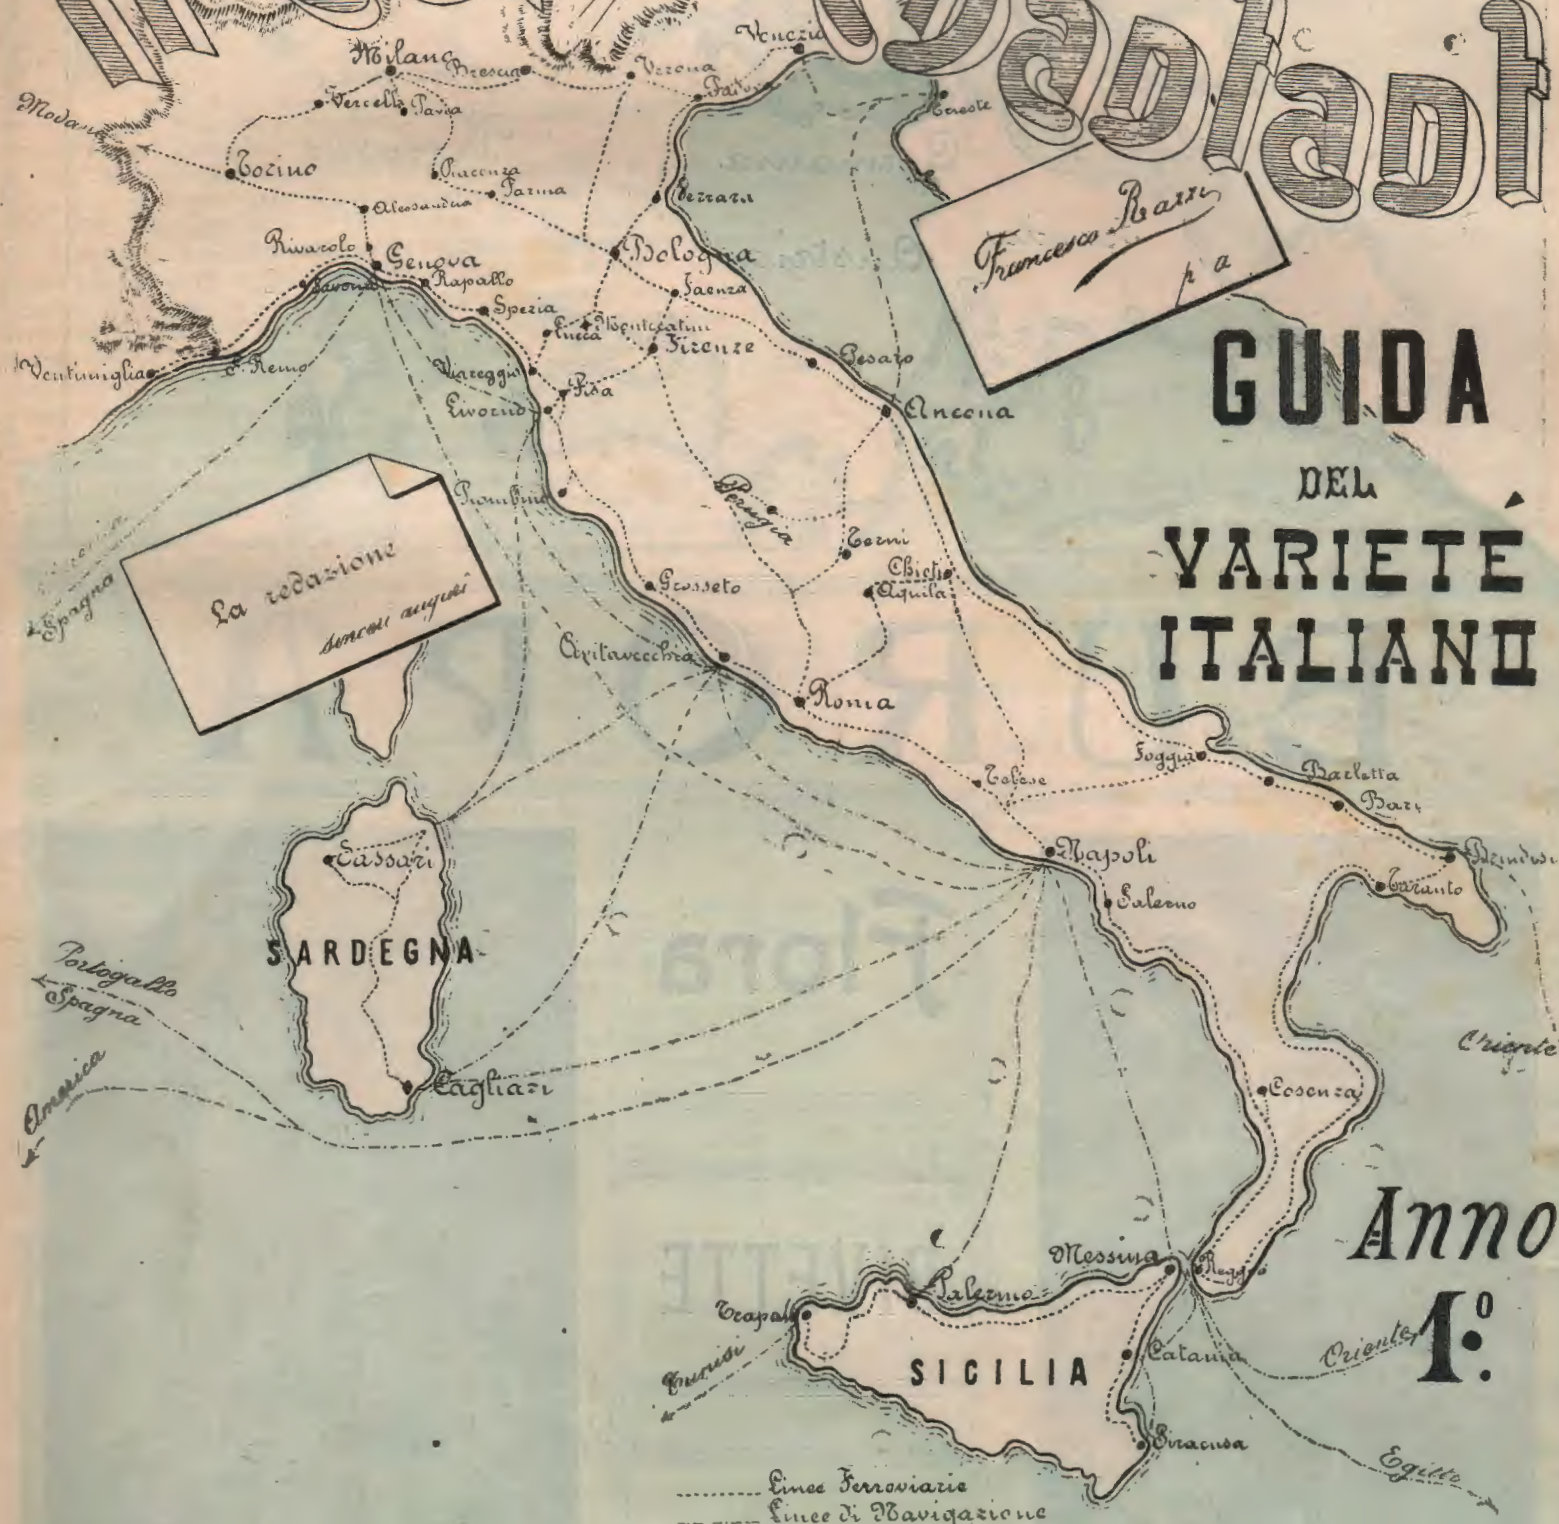 Milano
Brescia
Verona
Venezia
Vercelli
Pavia
Modana
Torino
Piacenza
Parma
Ferrara
Alessandria
Rivarolo
Genova
Rapallo
Savona
Spezia
Bologna
Faenza
Lucca
Montecatini
Firenze
Ventimiglia
S. Remo
Viareggio
Pisa
Livorno
Pesaro
Ancona
Francesco Razzi
p a
GUIDA
DEL
VARIETÉ
ITALIANO
Piombino
Perugia
Terni
Chieti
Aquila
Grosseto
Spagna
La redazione
sinceri auguri
Civitavecchia
Roma
Telese
Foggia
Barletta
Bari
Napoli
Salerno
Brindisi
Taranto
Sassari
SARDEGNA
Cagliari
Portogallo
Spagna
America
Oriente
Cosenza
Anno
1º.
Messina
Reggio
Palermo
Trapani
Tunisi
SICILIA
Catania
Siracusa
Oriente
Egitto
Linee Ferroviarie
Linee di Navigazione